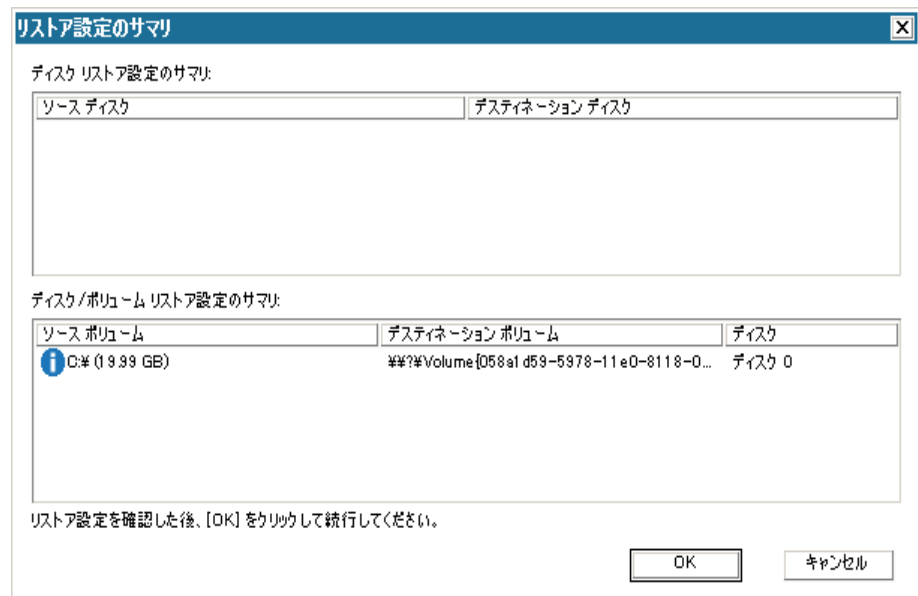 リストア設定のサマリ
ディスク リストア設定のサマリ:
ソース ディスク デスティネーション ディスク
ディスク/ボリューム リストア設定のサマリ:
ソース ボリューム デスティネーション ボリューム ディスク
C:¥ (19.99 GB) ¥¥?¥Volume{058a1d59-5978-11e0-8118-0... ディスク 0
リストア設定を確認した後、[OK] をクリックして続行してください。
OK キャンセル